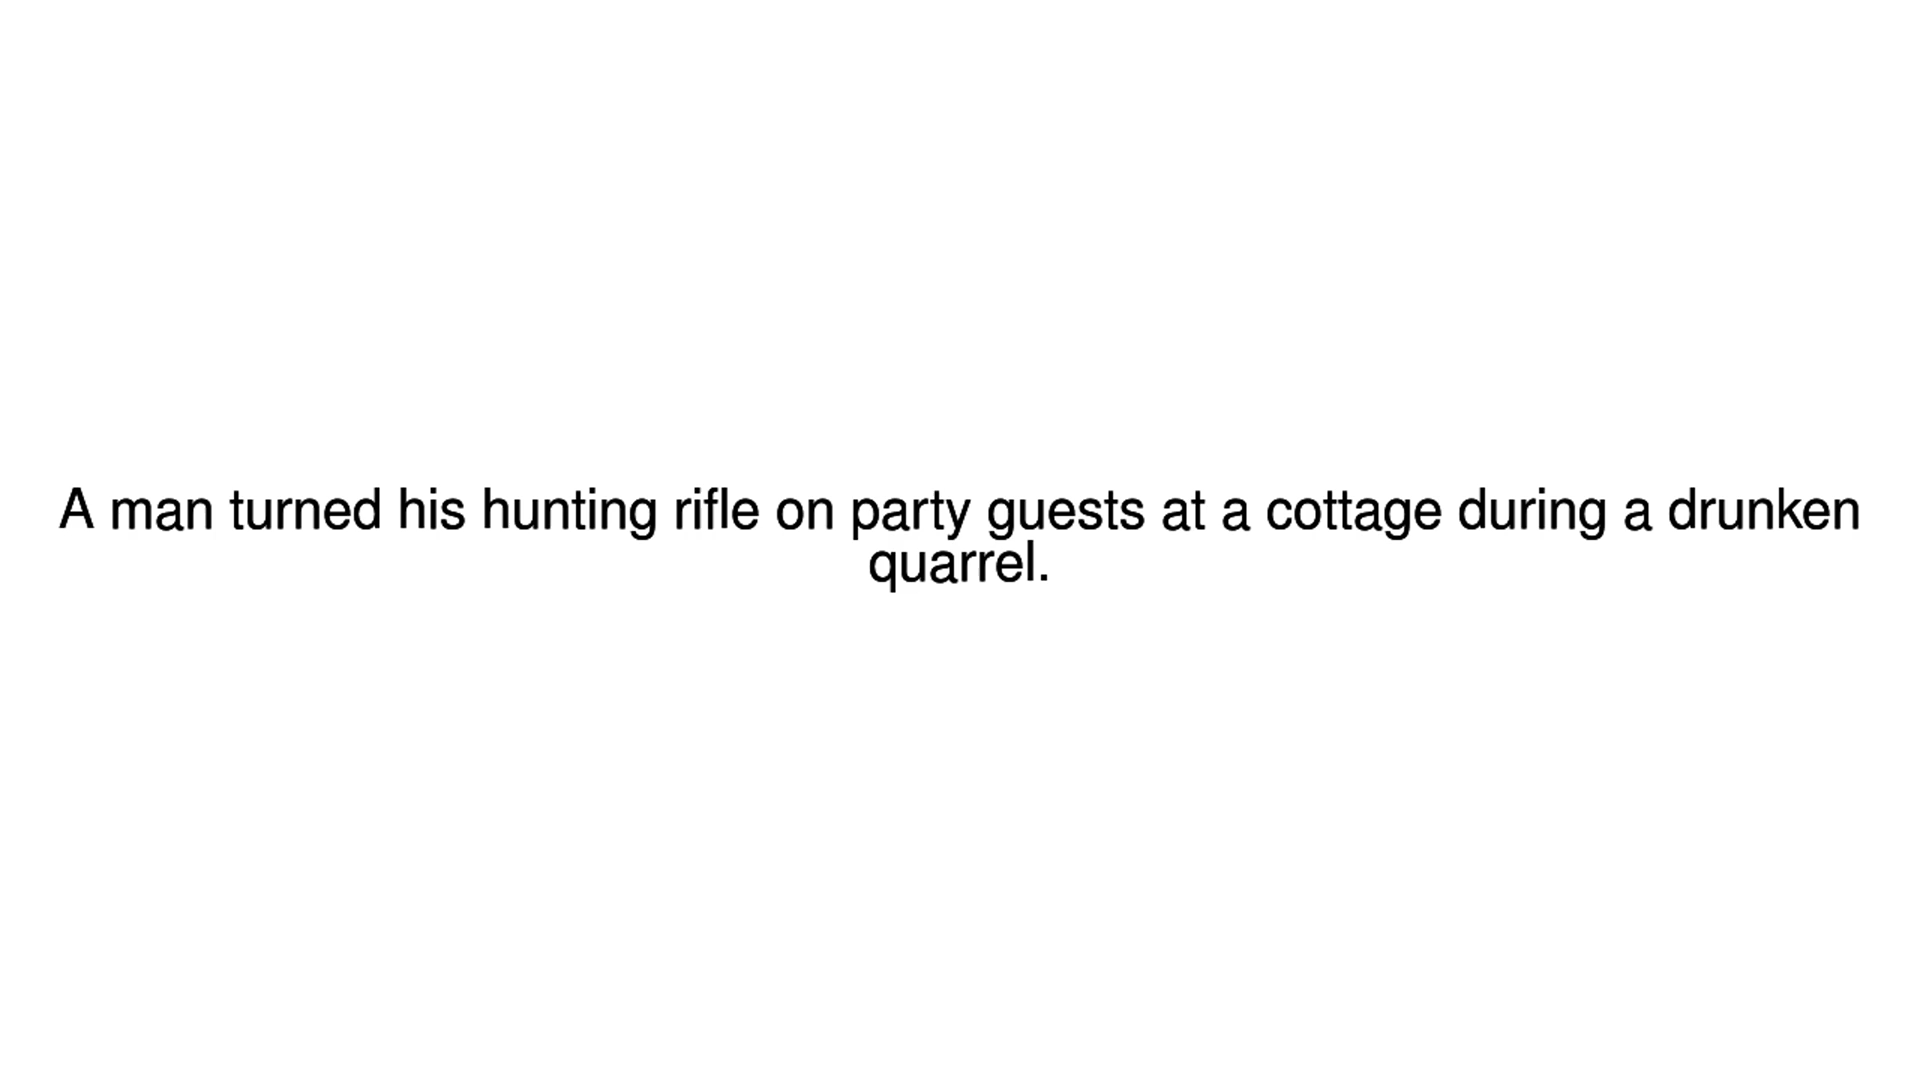 A man turned his hunting rifle on party guests at a cottage during a drunken
quarrel.